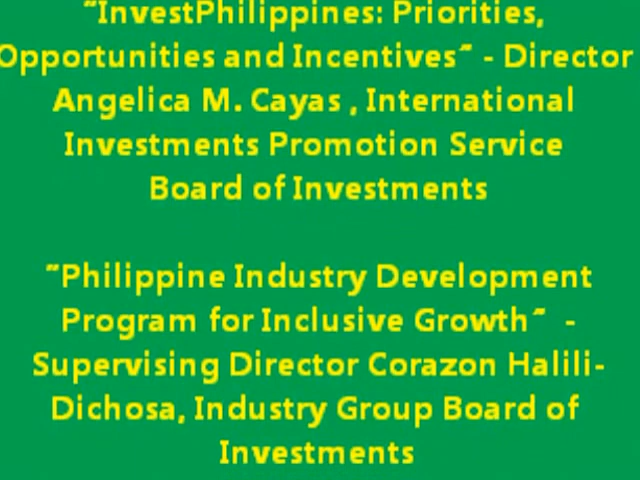 "InvestPhilippines: Priorities,
Opportunities and Incentives" - Director
Angelica M. Cayas , International
Investments Promotion Service
Board of Investments
"Philippine Industry Development
Program for Inclusive Growth" -
Supervising Director Corazon Halili-
Dichosa, Industry Group Board of
Investments